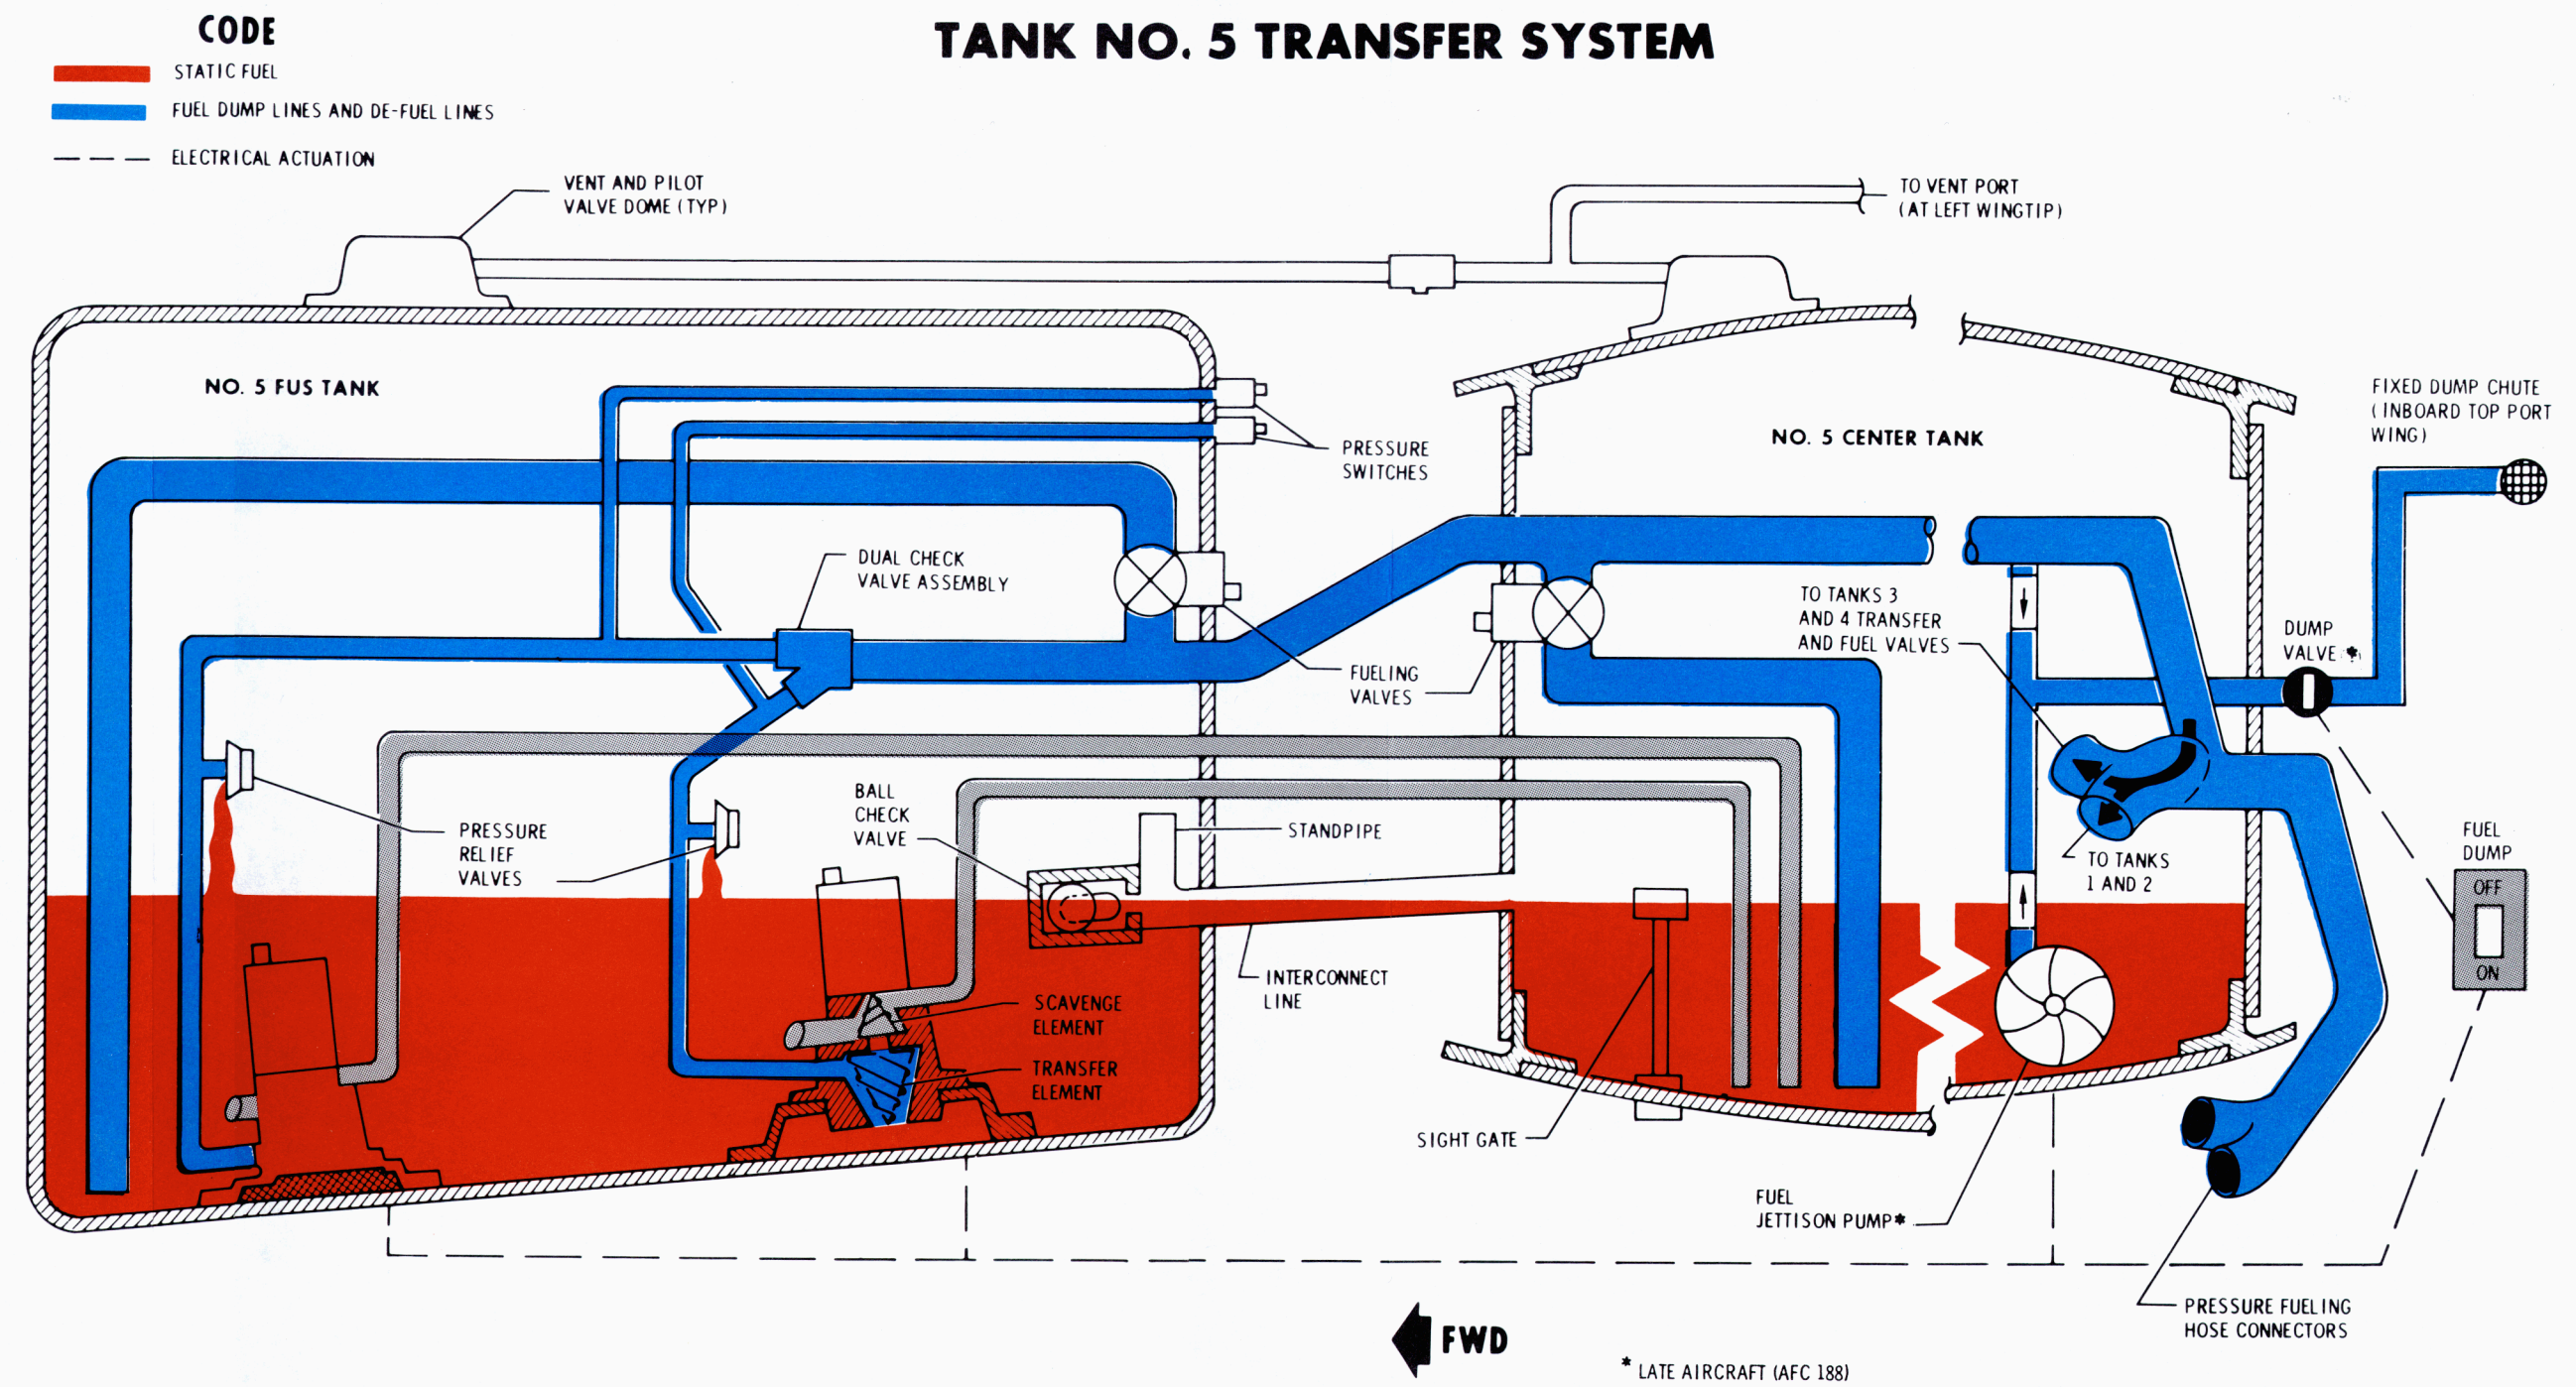 CODE
STATIC FUEL
FUEL DUMP LINES AND DE-FUEL LINES
ELECTRICAL ACTUATION
TANK NO. 5 TRANSFER SYSTEM
VENT AND PILOT
VALVE DOME (TYP)
TO VENT PORT
(AT LEFT WINGTIP)
NO. 5 FUS TANK
PRESSURE
SWITCHES
NO. 5 CENTER TANK
FIXED DUMP CHUTE
(INBOARD TOP PORT
WING)
DUAL CHECK
VALVE ASSEMBLY
FUELING
VALVES
TO TANKS 3
AND 4 TRANSFER
AND FUEL VALVES
DUMP
VALVE *
PRESSURE
RELIEF
VALVES
BALL
CHECK
VALVE
STANDPIPE
TO TANKS
1 AND 2
FUEL
DUMP
OFF
ON
INTERCONNECT
LINE
SCAVENGE
ELEMENT
TRANSFER
ELEMENT
SIGHT GATE
FUEL
JETTISON PUMP*
PRESSURE FUELING
HOSE CONNECTORS
FWD
* LATE AIRCRAFT (AFC 188)